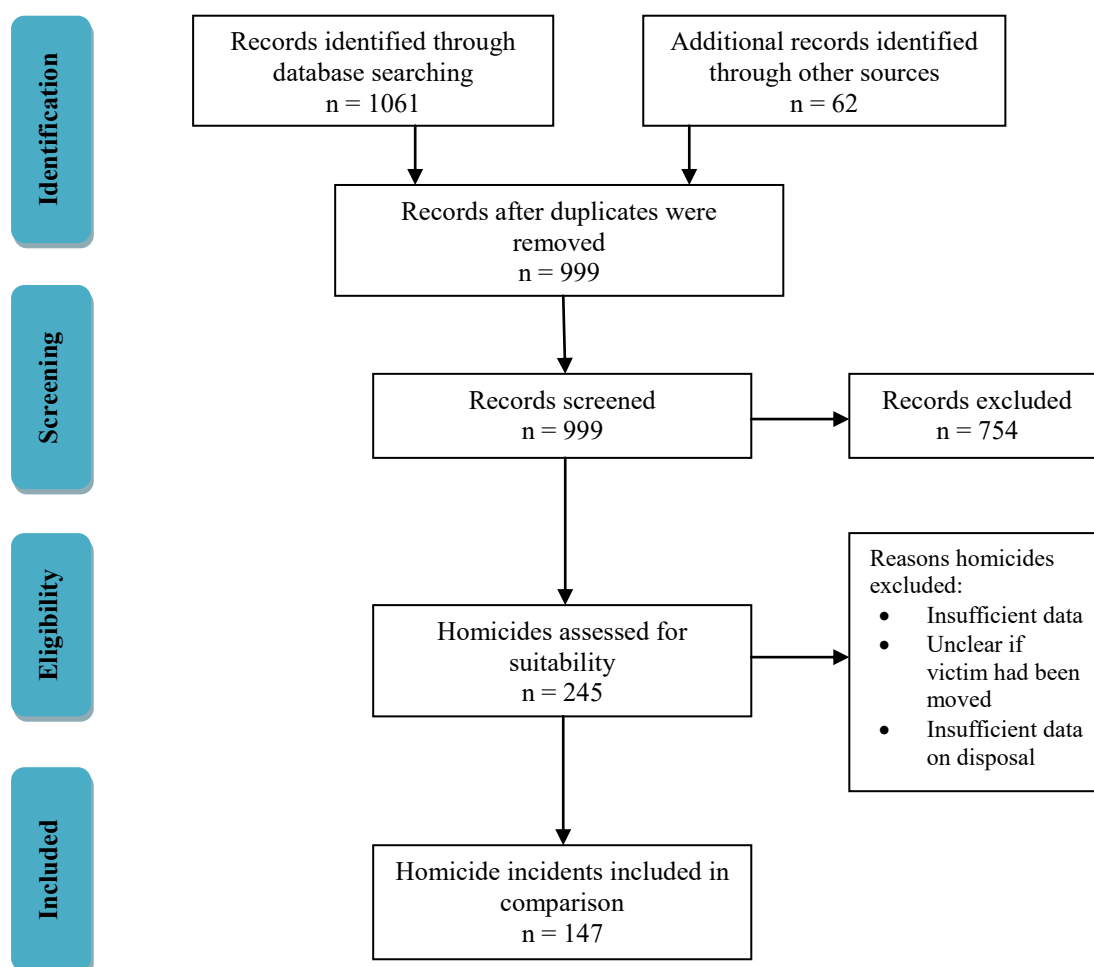 Identification
Records identified through
database searching
n = 1061
Additional records identified
through other sources
n = 62
Records after duplicates were
removed
n = 999
Screening
Records screened
n = 999
Records excluded
n = 754
Eligibility
Homicides assessed for
suitability
n = 245
Reasons homicides
excluded:
• Insufficient data
• Unclear if
victim had been
moved
• Insufficient data
on disposal
Included
Homicide incidents included in
comparison
n = 147